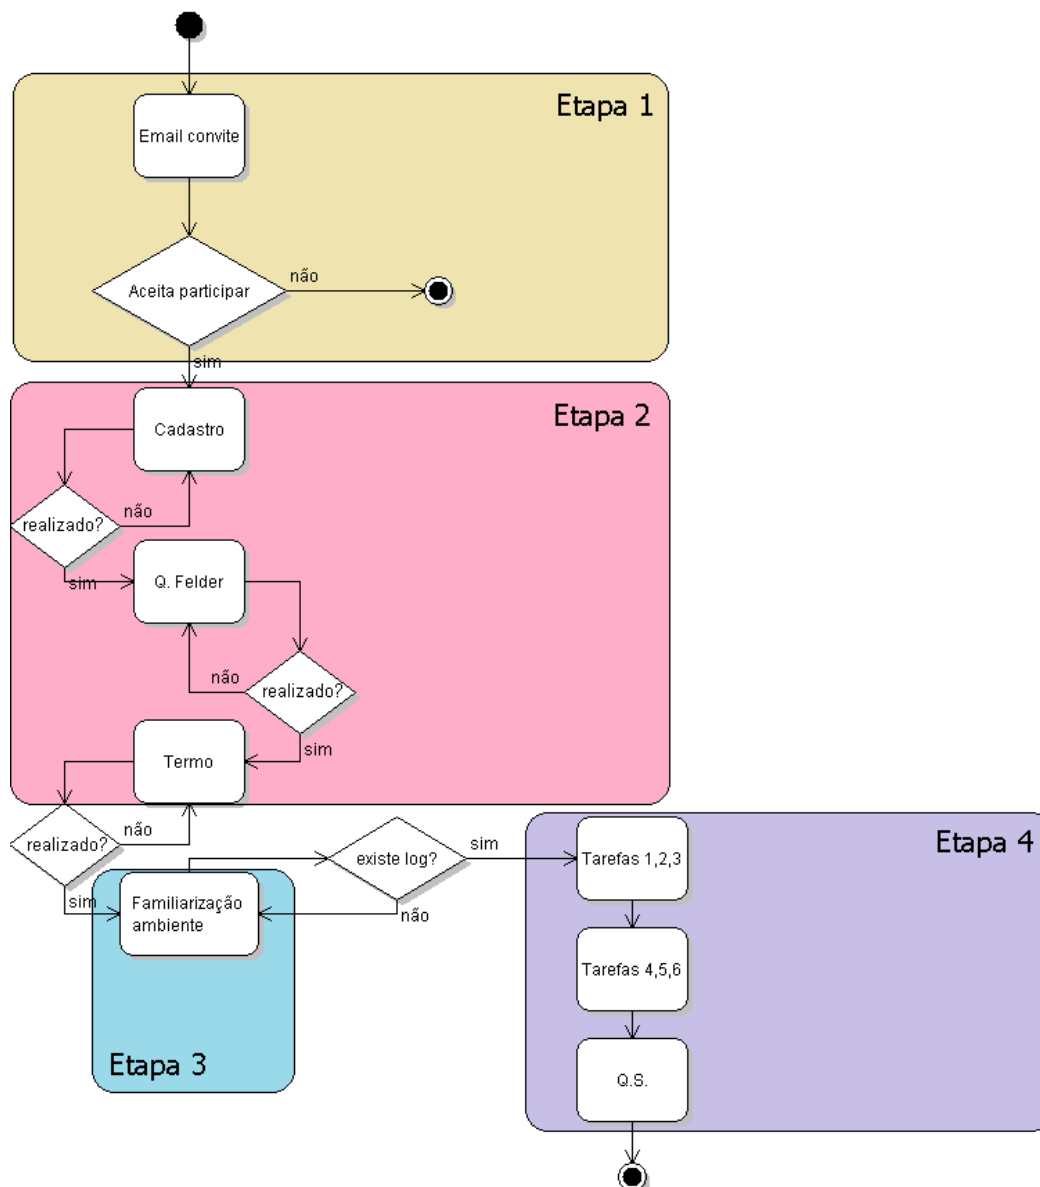 Etapa 1
Email convite
Aceita participar
não
sim
Etapa 2
Cadastro
realizado?
não
sim
Q. Felder
não
realizado?
sim
Termo
realizado?
não
sim
existe log?
sim
não
Familiarização
ambiente
Etapa 3
Etapa 4
Tarefas 1,2,3
Tarefas 4,5,6
Q.S.